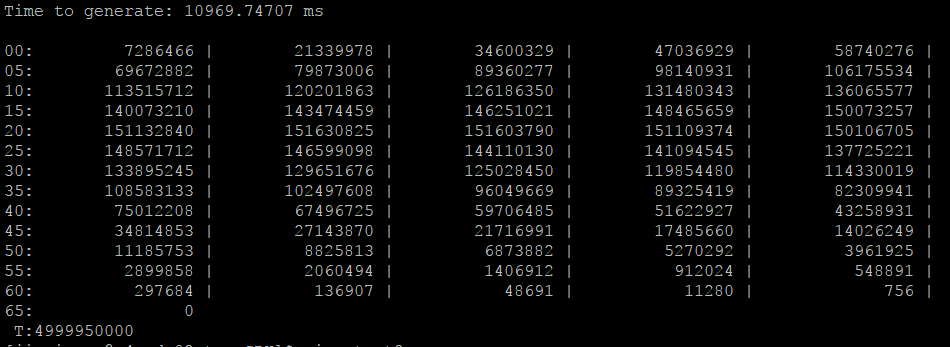 Time to generate: 10969.74707 ms
00: 7286466 | 21339978 | 34600329 | 47036929 | 58740276 |
05: 69672882 | 79873006 | 89360277 | 98140931 | 106175534 |
10: 113515712 | 120201863 | 126186350 | 131480343 | 136065577 |
15: 140073210 | 143474459 | 146251021 | 148465659 | 150073257 |
20: 151132840 | 151630825 | 151603790 | 151109374 | 150106705 |
25: 148571712 | 146599098 | 144110130 | 141094545 | 137725221 |
30: 133895245 | 129651676 | 125028450 | 119854480 | 114330019 |
35: 108583133 | 102497608 | 96049669 | 89325419 | 82309941 |
40: 75012208 | 67496725 | 59706485 | 51622927 | 43258931 |
45: 34814853 | 27143870 | 21716991 | 17485660 | 14026249 |
50: 11185753 | 8825813 | 6873882 | 5270292 | 3961925 |
55: 2899858 | 2060494 | 1406912 | 912024 | 548891 |
60: 297684 | 136907 | 48691 | 11280 | 756 |
65: 0
T:4999950000